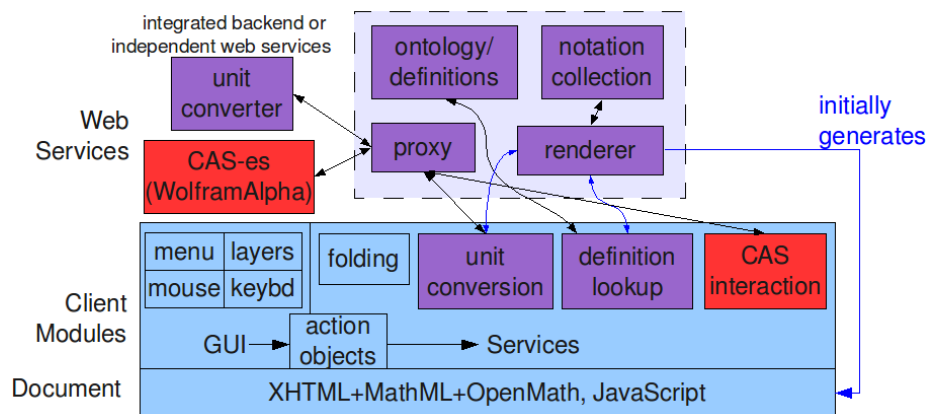 integrated backend or
independent web services
unit
converter
ontology/
definitions
notation
collection
initially
generates
Web
Services
CAS-es
(WolframAlpha)
proxy
renderer
menu
layers
mouse
keybd
folding
unit
conversion
definition
lookup
CAS
interaction
Client
Modules
GUI
action
objects
Services
Document
XHTML+MathML+OpenMath, JavaScript